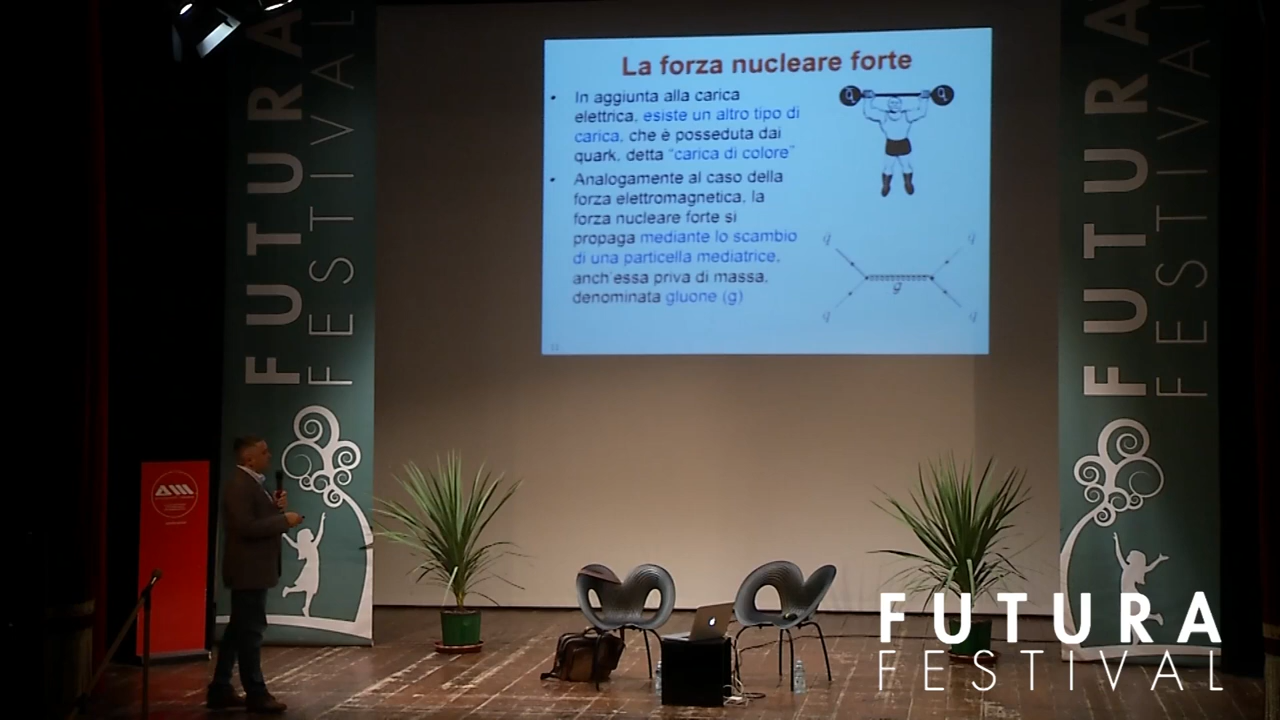 FUTURA
FESTIVAL
La forza nucleare forte
• In aggiunta alla carica
elettrica, esiste un altro tipo di
carica, che è posseduta dai
quark, detta “carica di colore”
• Analogamente al caso della
forza elettromagnetica, la
forza nucleare forte si
propaga mediante lo scambio
di una particella mediatrice,
anch'essa priva di massa,
denominata gluone (g)
Q
Q
q
q
g
q
q
FUTURA
FESTIVAL
FUTURA
FESTIVAL